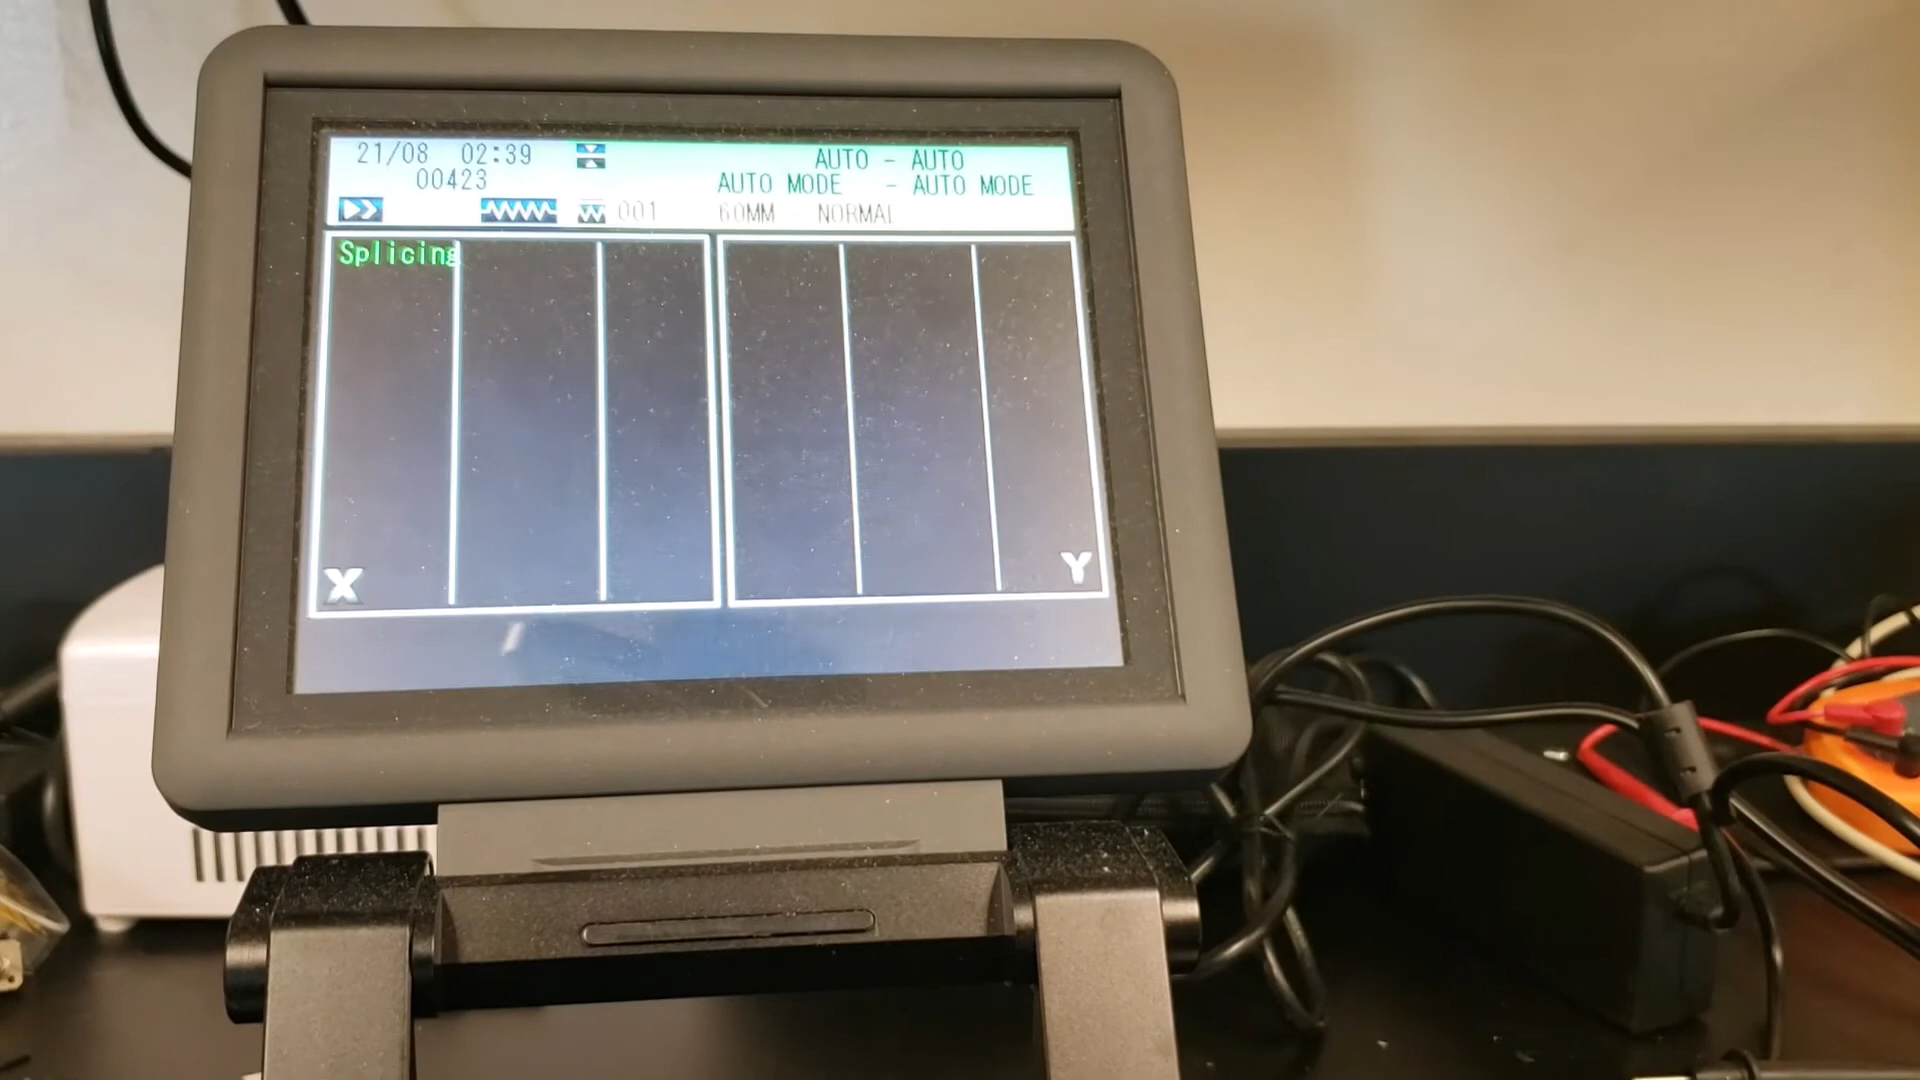 21/08 02:39
00423
001
AUTO - AUTO
AUTO MODE - AUTO MODE
60MM - NORMAL
Splicing
X
Y